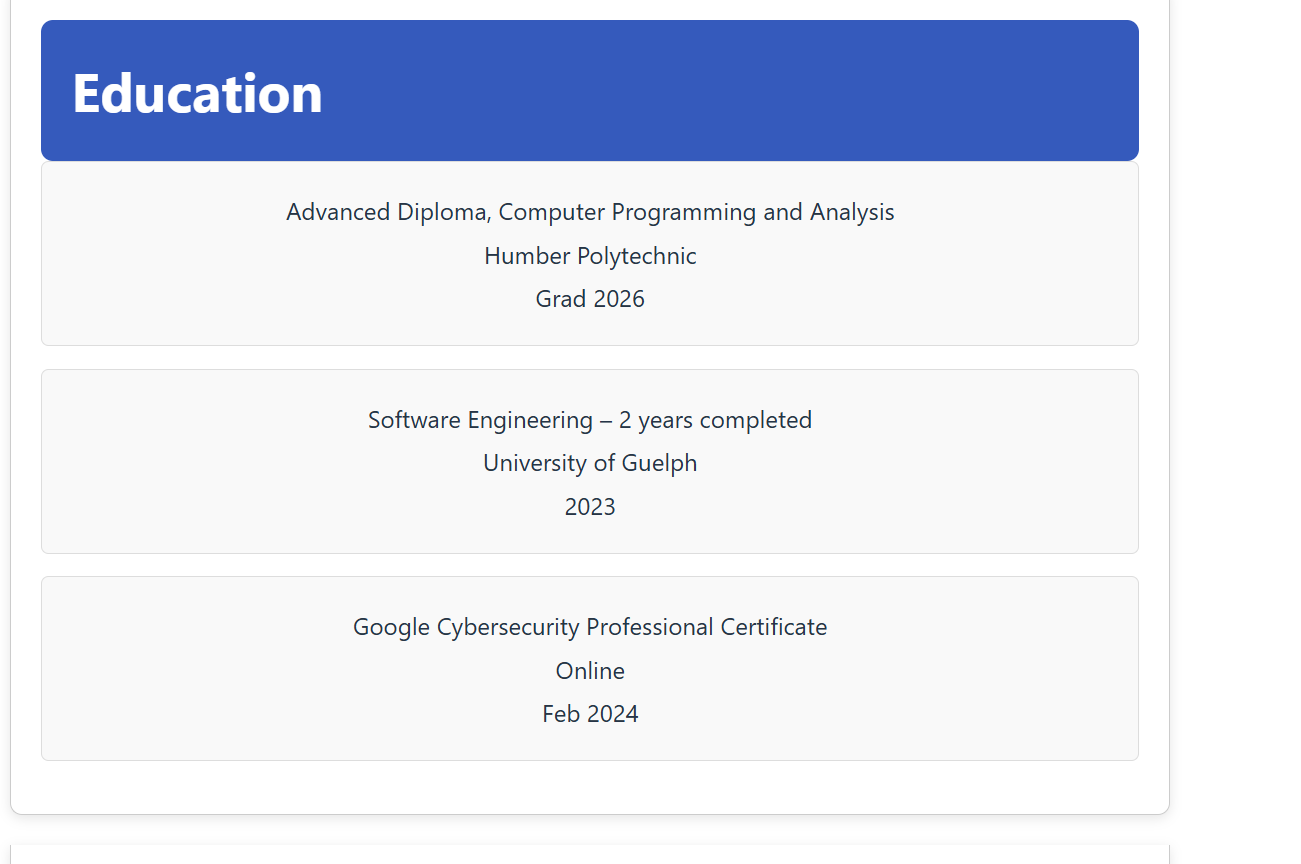 Education
Advanced Diploma, Computer Programming and Analysis
Humber Polytechnic
Grad 2026
Software Engineering – 2 years completed
University of Guelph
2023
Google Cybersecurity Professional Certificate
Online
Feb 2024